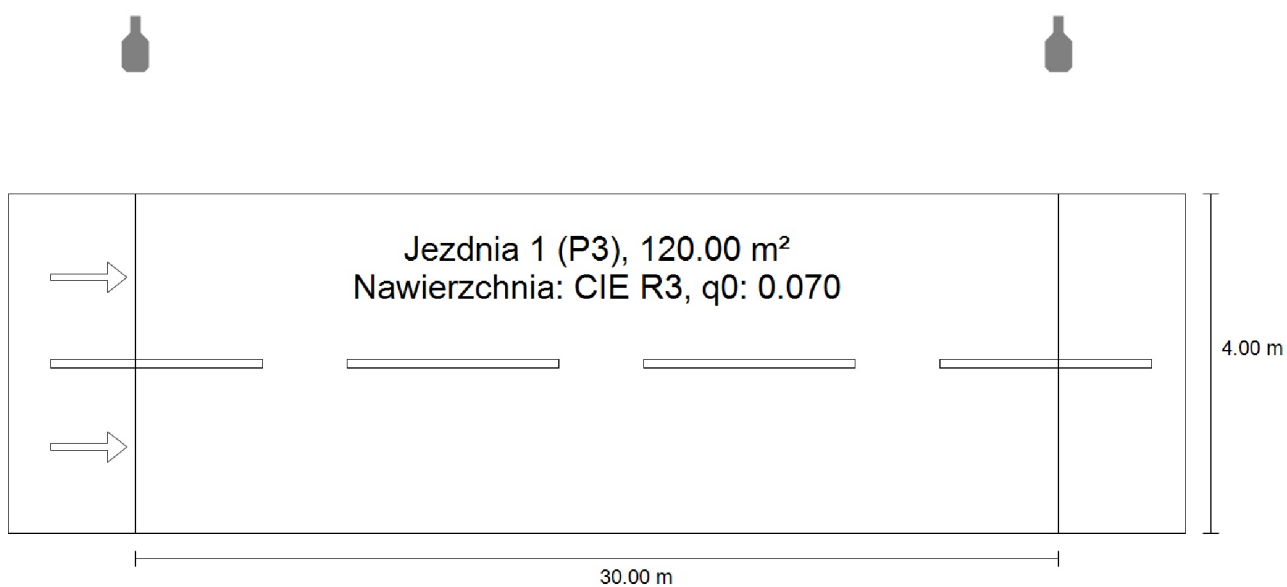 Jezdnia 1 (P3), 120.00 m²
Nawierzchnia: CIE R3, q0: 0.070
4.00 m
30.00 m